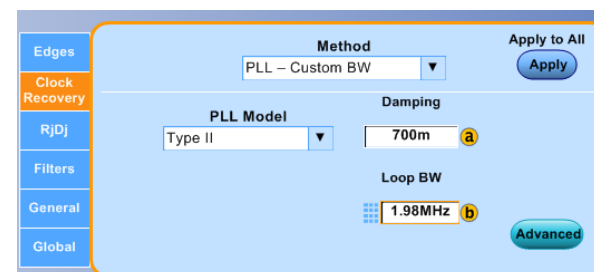 Edges
Clock
Recovery
RjDj
Filters
General
Global
Method
PLL – Custom BW
Apply to All
Apply
PLL Model
Type II
Damping
700m a
Loop BW
1.98MHz b
Advanced